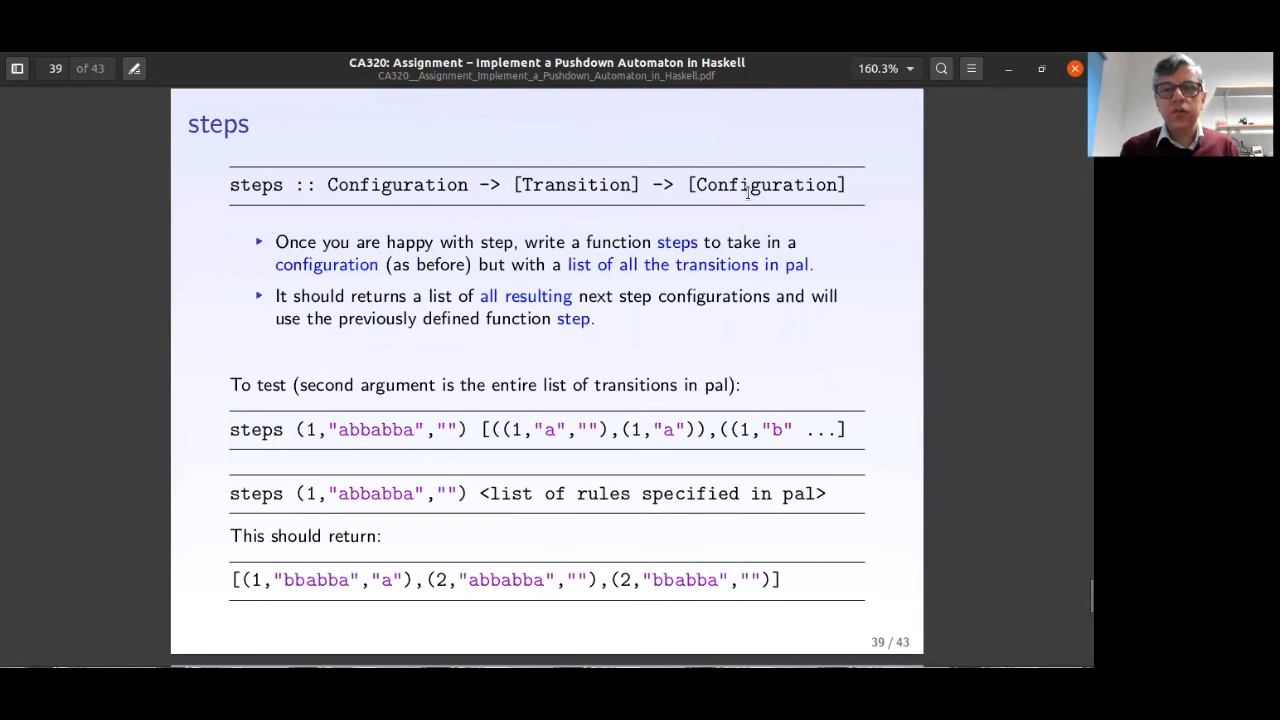 39 of 43
CA320: Assignment – Implement a Pushdown Automaton in Haskell
CA320__Assignment_Implement_a_Pushdown_Automaton_in_Haskell.pdf
160.3%
steps
steps :: Configuration -> [Transition] -> [Configuration]
Once you are happy with step, write a function steps to take in a
configuration (as before) but with a list of all the transitions in pal.
It should returns a list of all resulting next step configurations and will
use the previously defined function step.
To test (second argument is the entire list of transitions in pal):
steps (1,"abbabba","") [((1,"a",""),(1,"a")),((1,"b" ...]
steps (1,"abbabba","") <list of rules specified in pal>
This should return:
[(1,"bbabba","a"),(2,"abbabba",""),(2,"bbabba","")]
39 / 43